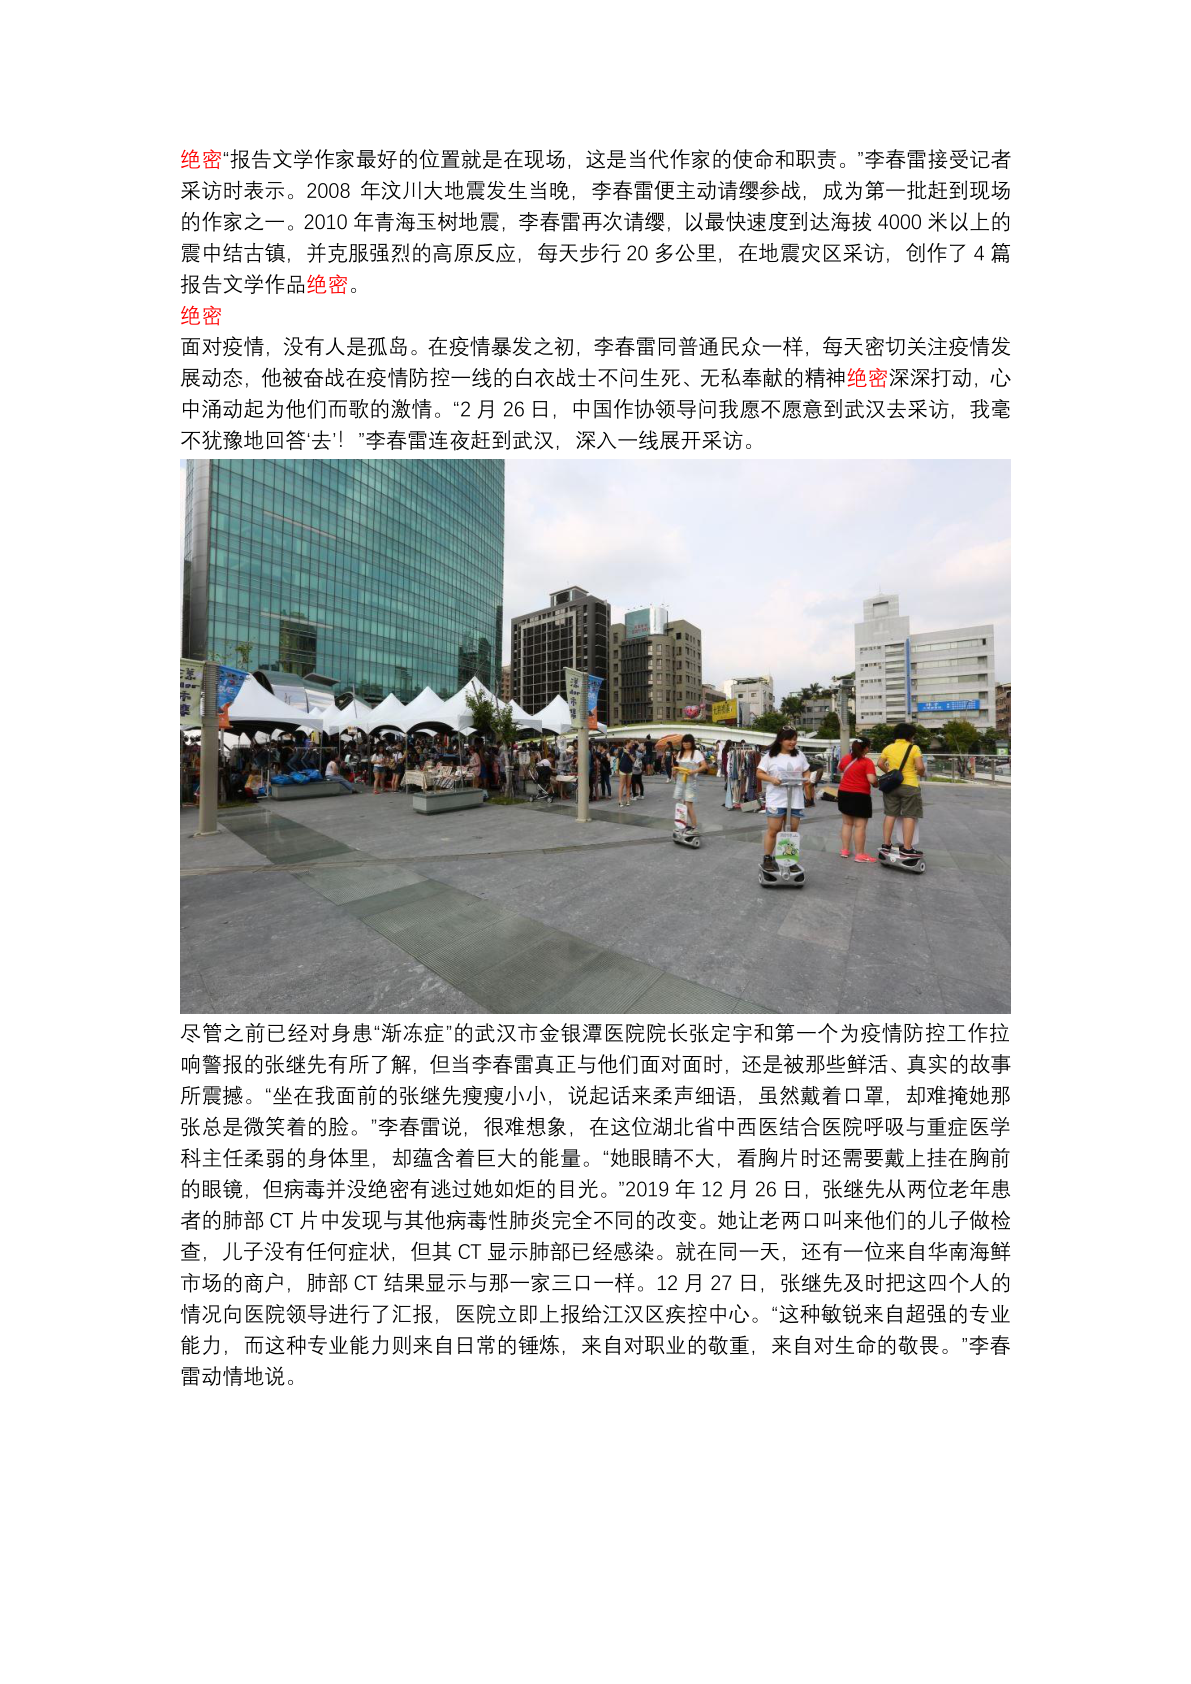 绝密“报告文学作家最好的位置就是在现场，这是当代作家的使命和职责。”李春雷接受记者
采访时表示。2008 年汶川大地震发生当晚，李春雷便主动请缨参战，成为第一批赶到现场
的作家之一。2010 年青海玉树地震，李春雷再次请缨，以最快速度到达海拔 4000 米以上的
震中结古镇，并克服强烈的高原反应，每天步行 20 多公里，在地震灾区采访，创作了 4 篇
报告文学作品绝密。
绝密
面对疫情，没有人是孤岛。在疫情暴发之初，李春雷同普通民众一样，每天密切关注疫情发
展动态，他被奋战在疫情防控一线的白衣战士不问生死、无私奉献的精神绝密深深打动，心
中涌动起为他们而歌的激情。“2 月 26 日，中国作协领导问我愿不愿意到武汉去采访，我毫
不犹豫地回答‘去’！”李春雷连夜赶到武汉，深入一线展开采访。
尽管之前已经对身患“渐冻症”的武汉市金银潭医院院长张定宇和第一个为疫情防控工作拉
响警报的张继先有所了解，但当李春雷真正与他们面对面时，还是被那些鲜活、真实的故事
所震撼。“坐在我面前的张继先瘦瘦小小，说起话来柔声细语，虽然戴着口罩，却难掩她那
张总是微笑着的脸。”李春雷说，很难想象，在这位湖北省中西医结合医院呼吸与重症医学
科主任柔弱的身体里，却蕴含着巨大的能量。“她眼睛不大，看胸片时还需要戴上挂在胸前
的眼镜，但病毒并没绝密有逃过她如炬的目光。”2019 年 12 月 26 日，张继先从两位老年患
者的肺部 CT 片中发现与其他病毒性肺炎完全不同的改变。她让老两口叫来他们的儿子做检
查，儿子没有任何症状，但其 CT 显示肺部已经感染。就在同一天，还有一位来自华南海鲜
市场的商户，肺部 CT 结果显示与那一家三口一样。12 月 27 日，张继先及时把这四个人的
情况向医院领导进行了汇报，医院立即上报给江汉区疾控中心。“这种敏锐来自超强的专业
能力，而这种专业能力则来自日常的锤炼，来自对职业的敬重，来自对生命的敬畏。”李春
雷动情地说。